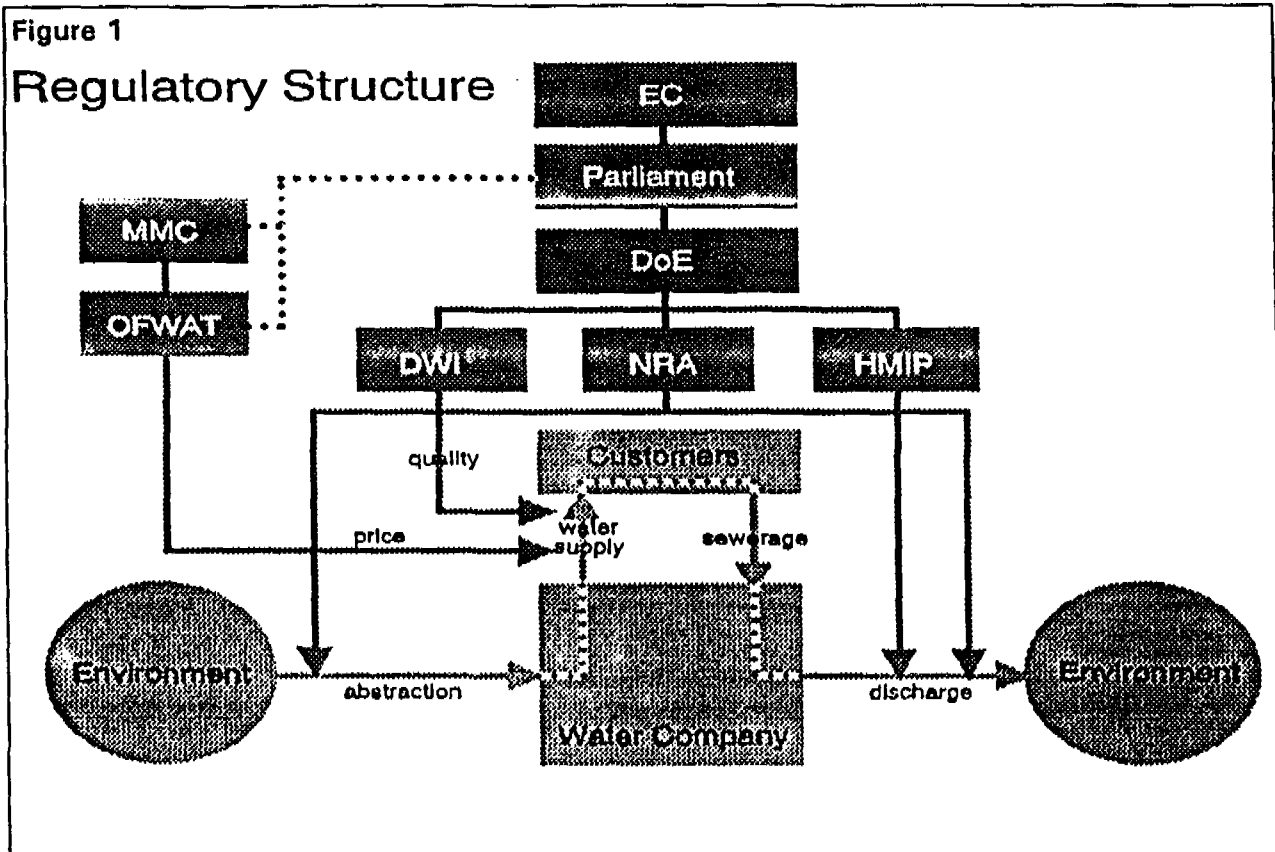 Figure 1
Regulatory Structure
EC
Parliament
MMC
DoE
OFWAT
DWI
NRA
HMIP
quality
Customers
water
supply
price
sewerage
Environment
abstraction
Water Company
discharge
Environment